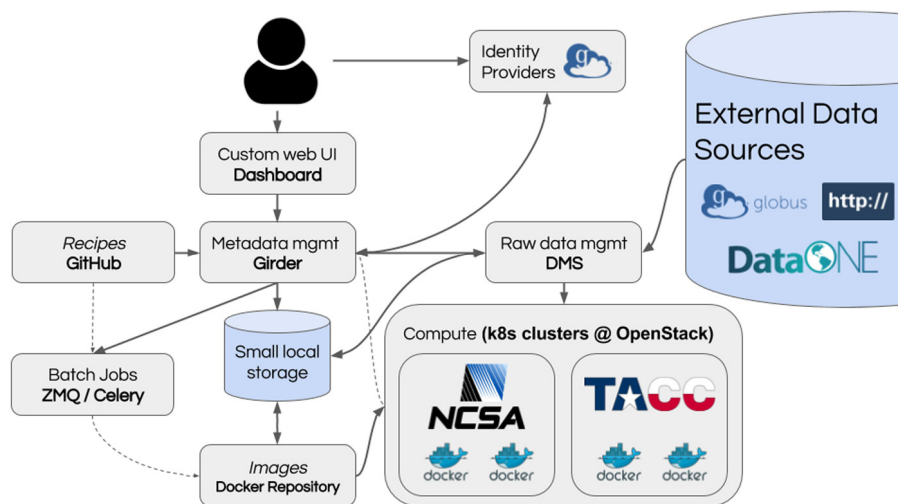 Identity
Providers
External Data
Sources
globus
http://
DataONE
Custom web UI
Dashboard
Recipes
GitHub
Metadata mgmt
Girder
Raw data mgmt
DMS
Compute (k8s clusters @ OpenStack)
Small local
storage
Batch Jobs
ZMQ / Celery
NCSA
TACC
docker
docker
docker
docker
Images
Docker Repository